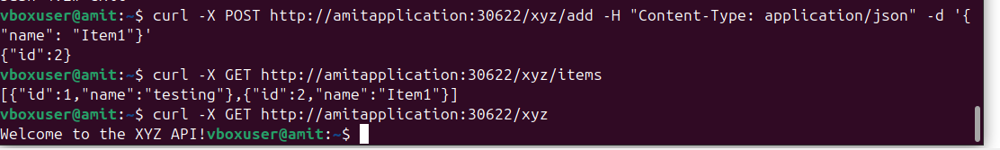 vboxuser@amit:~$ curl -X POST http://amitapplication:30622/xyz/add -H "Content-Type: application/json" -d '{
"name": "Item1"}'
{"id":2}
vboxuser@amit:~$ curl -X GET http://amitapplication:30622/xyz/items
[{"id":1,"name":"testing"},{"id":2,"name":"Item1"}]
vboxuser@amit:~$ curl -X GET http://amitapplication:30622/xyz
Welcome to the XYZ API!vboxuser@amit:~$